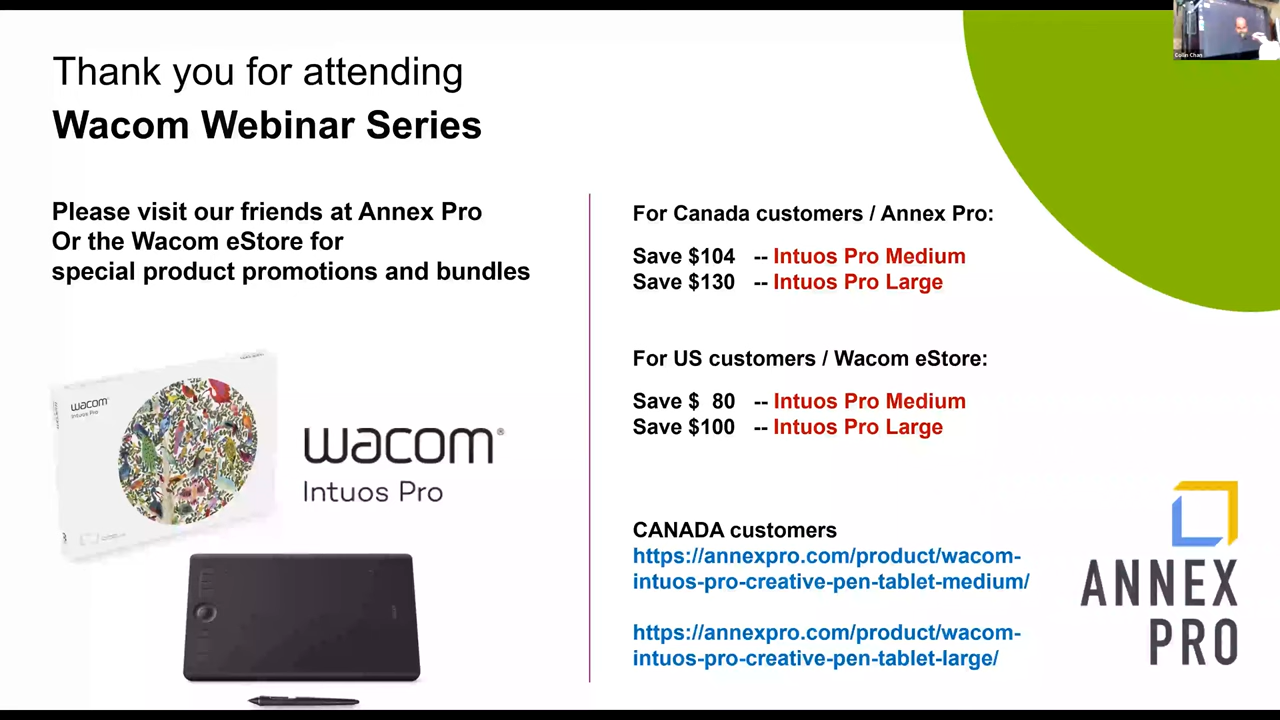 Thank you for attending
Wacom Webinar Series
Please visit our friends at Annex Pro
Or the Wacom eStore for
special product promotions and bundles
wacom
Intuos Pro
wacom®
Intuos Pro
For Canada customers / Annex Pro:
Save $104 -- Intuos Pro Medium
Save $130 -- Intuos Pro Large
For US customers / Wacom eStore:
Save $ 80 -- Intuos Pro Medium
Save $100 -- Intuos Pro Large
CANADA customers
https://annexpro.com/product/wacom-
intuos-pro-creative-pen-tablet-medium/
https://annexpro.com/product/wacom-
intuos-pro-creative-pen-tablet-large/
ANNEX
PRO
Colin Chan